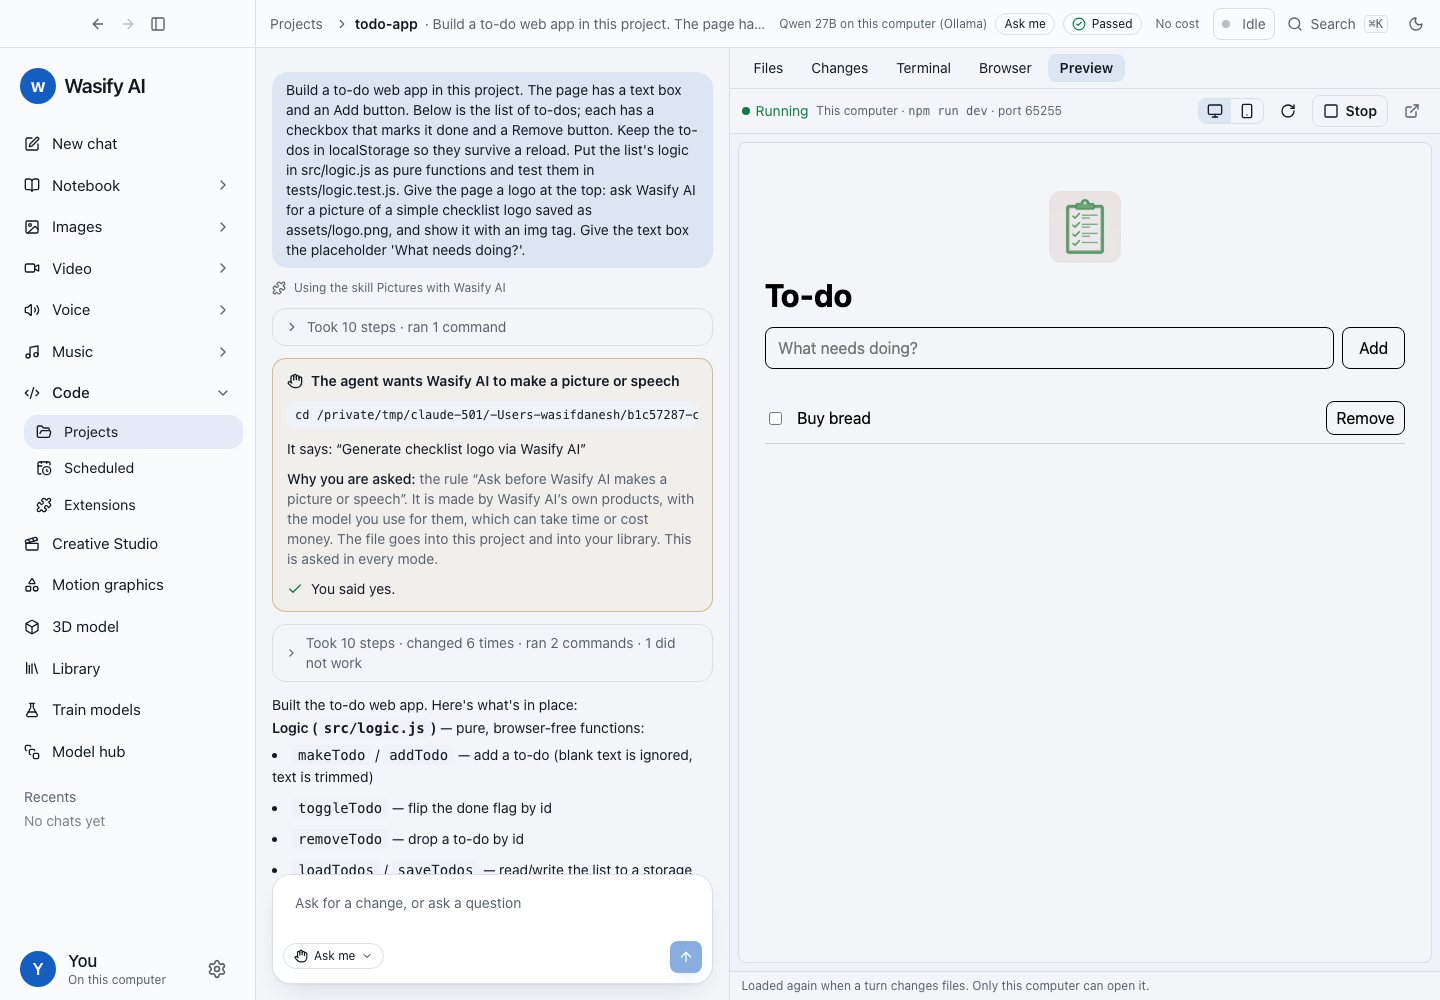 Projects > todo-app · Build a to-do web app in this project. The page ha... Qwen 27B on this computer (Ollama) Ask me Passed No cost Idle Search ⌘K
W Wasify AI
New chat
Notebook
Images
Video
Voice
Music
Code
Projects
Scheduled
Extensions
Creative Studio
Motion graphics
3D model
Library
Train models
Model hub
Recents
No chats yet
Y You
On this computer
Build a to-do web app in this project. The page has a text box
and an Add button. Below is the list of to-dos; each has a
checkbox that marks it done and a Remove button. Keep the to-
dos in localStorage so they survive a reload. Put the list's logic
in src/logic.js as pure functions and test them in
tests/logic.test.js. Give the page a logo at the top: ask Wasify AI
for a picture of a simple checklist logo saved as
assets/logo.png, and show it with an img tag. Give the text box
the placeholder 'What needs doing?'.
Using the skill Pictures with Wasify AI
Took 10 steps · ran 1 command
The agent wants Wasify AI to make a picture or speech
cd /private/tmp/claude-501/-Users-wasifdanesh/b1c57287-c
It says: “Generate checklist logo via Wasify AI”
Why you are asked: the rule “Ask before Wasify AI makes a
picture or speech”. It is made by Wasify AI’s own products, with
the model you use for them, which can take time or cost
money. The file goes into this project and into your library. This
is asked in every mode.
You said yes.
Took 10 steps · changed 6 times · ran 2 commands · 1 did
not work
Built the to-do web app. Here's what's in place:
Logic ( src/logic.js ) — pure, browser-free functions:
• makeTodo / addTodo — add a to-do (blank text is ignored,
text is trimmed)
• toggleTodo — flip the done flag by id
• removeTodo — drop a to-do by id
• loadTodos / saveTodos — read/write the list to a storage
Ask for a change, or ask a question
Ask me
Files Changes Terminal Browser Preview
Running This computer · npm run dev · port 65255 Stop
To-do
What needs doing? Add
Buy bread Remove
Loaded again when a turn changes files. Only this computer can open it.